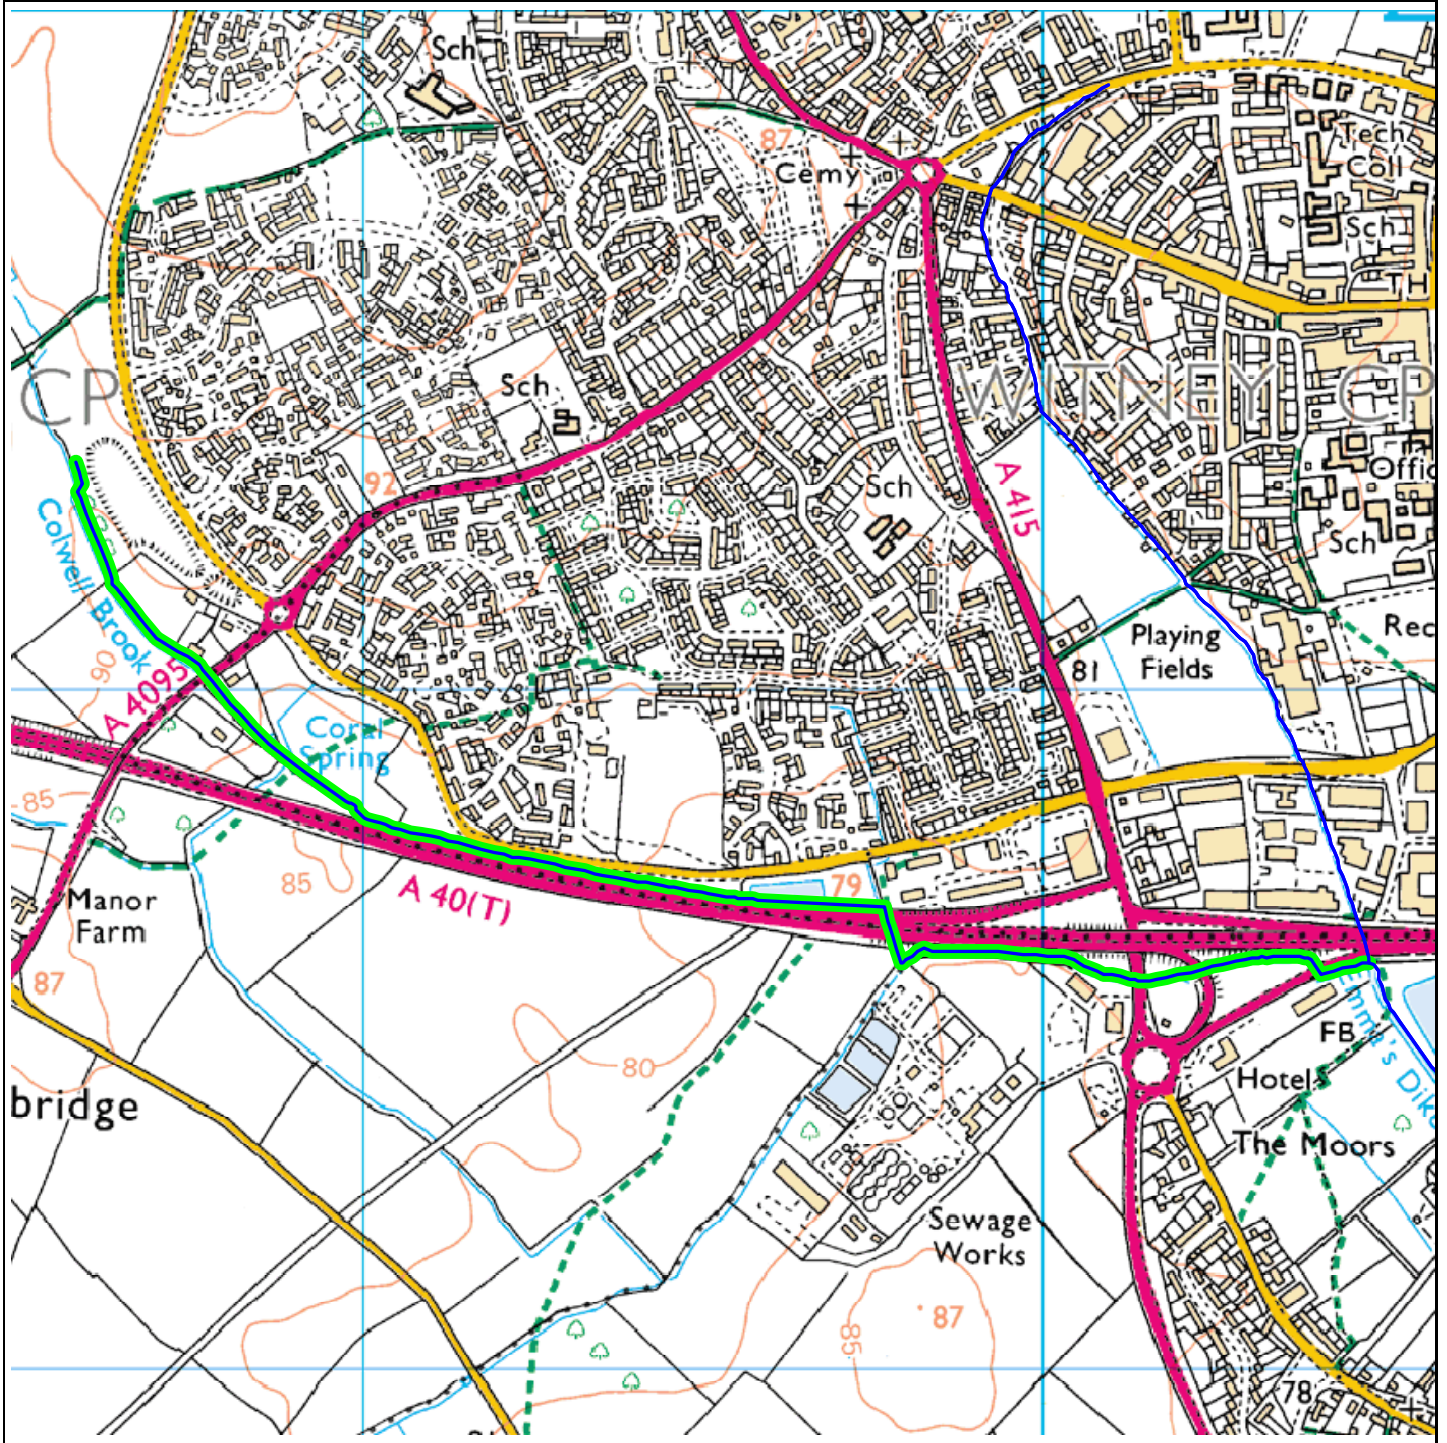 Sch
87
Cemy
Tech
Coll
Sch
TH
CP
WITNEY CP
Sch
92
Sch
A 415
Sch
Colwell Brook
90
A 4095
Playing
Fields
81
Rec
Coral
Spring
85
85
79
A 40(T)
Manor
Farm
87
80
FB
Emma's Dike
Hotels
The Moors
bridge
Sewage
Works
87
85
78